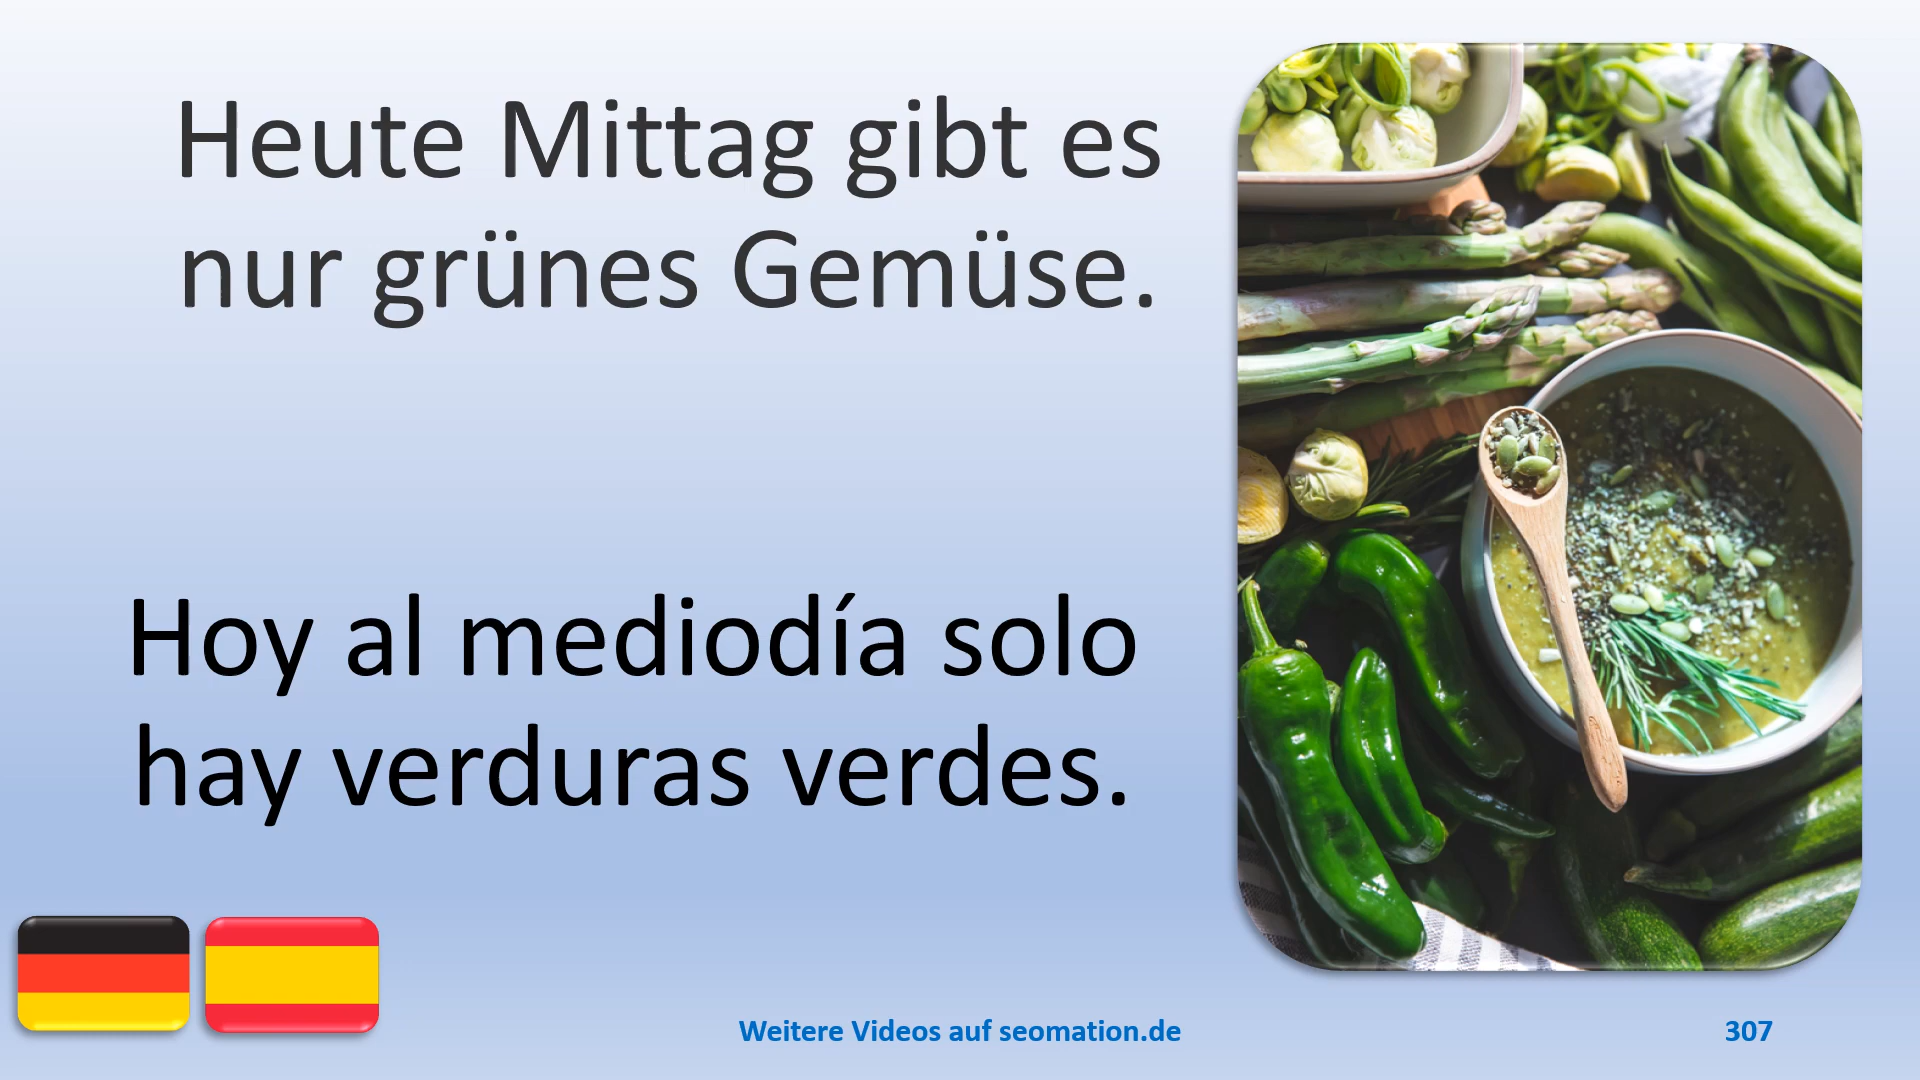 Heute Mittag gibt es
nur grünes Gemüse.
Hoy al mediodía solo
hay verduras verdes.
Weitere Videos auf seomation.de
307